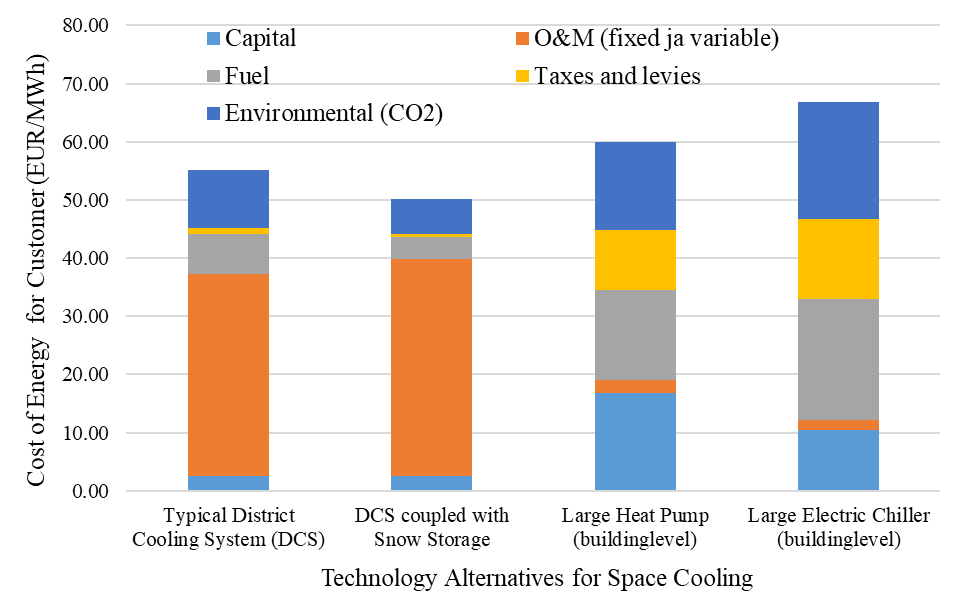 80.00
70.00
60.00
50.00
40.00
30.00
20.00
10.00
0.00
Cost of Energy for Customer (EUR/MWh)
Capital
O&M (fixed ja variable)
Fuel
Taxes and levies
Environmental (CO2)
Typical District
Cooling System (DCS)
DCS coupled with
Snow Storage
Large Heat Pump
(buildinglevel)
Large Electric Chiller
(buildinglevel)
Technology Alternatives for Space Cooling